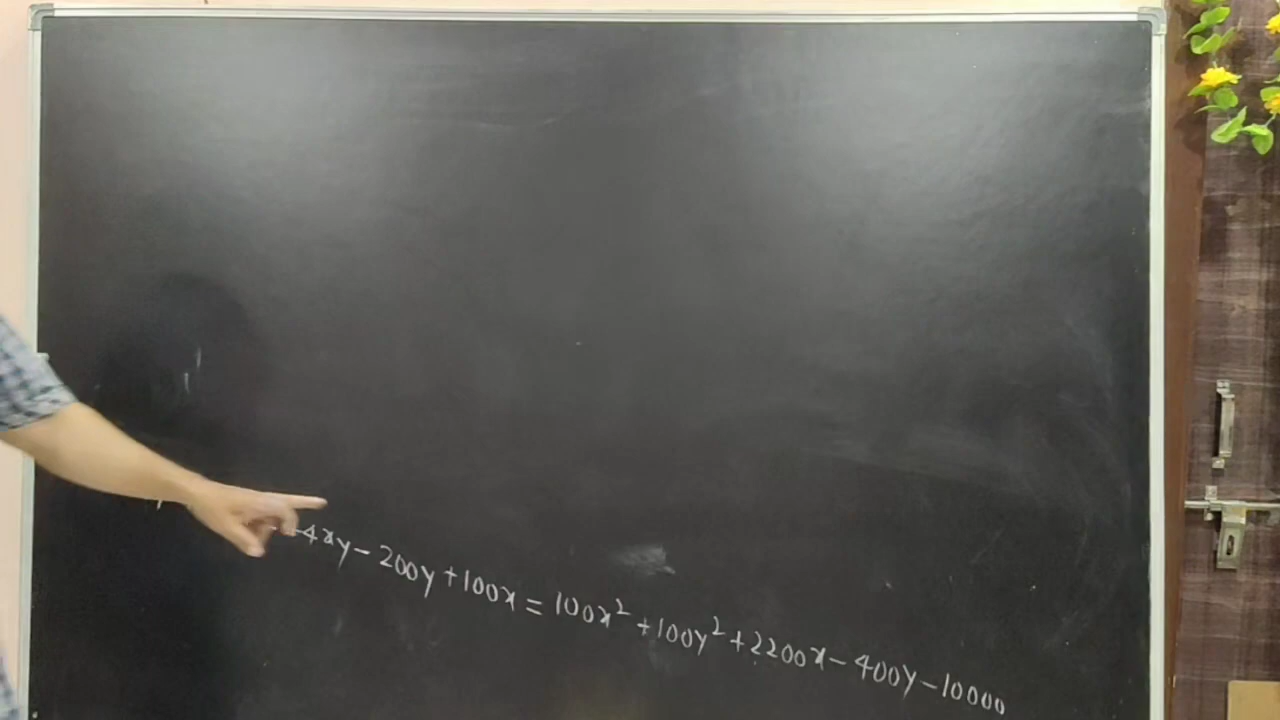 -4xy - 200y + 100x = 100x² + 100y² + 2200x - 400y - 10000